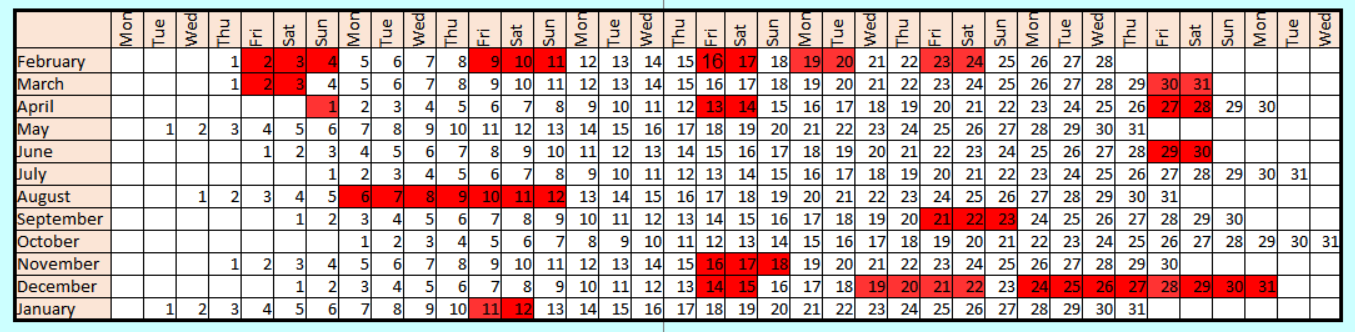 Mon Tue Wed Thu Fri Sat Sun Mon Tue Wed Thu Fri Sat Sun Mon Tue Wed Thu Fri Sat Sun Mon Tue Wed Thu Fri Sat Sun Mon Tue Wed Thu Fri Sat Sun Mon Tue Wed
February 1 2 3 4 5 6 7 8 9 10 11 12 13 14 15 16 17 18 19 20 21 22 23 24 25 26 27 28
March 1 2 3 4 5 6 7 8 9 10 11 12 13 14 15 16 17 18 19 20 21 22 23 24 25 26 27 28 29 30 31
April 1 2 3 4 5 6 7 8 9 10 11 12 13 14 15 16 17 18 19 20 21 22 23 24 25 26 27 28 29 30
May 1 2 3 4 5 6 7 8 9 10 11 12 13 14 15 16 17 18 19 20 21 22 23 24 25 26 27 28 29 30 31
June 1 2 3 4 5 6 7 8 9 10 11 12 13 14 15 16 17 18 19 20 21 22 23 24 25 26 27 28 29 30
July 1 2 3 4 5 6 7 8 9 10 11 12 13 14 15 16 17 18 19 20 21 22 23 24 25 26 27 28 29 30 31
August 1 2 3 4 5 6 7 8 9 10 11 12 13 14 15 16 17 18 19 20 21 22 23 24 25 26 27 28 29 30 31
September 1 2 3 4 5 6 7 8 9 10 11 12 13 14 15 16 17 18 19 20 21 22 23 24 25 26 27 28 29 30
October 1 2 3 4 5 6 7 8 9 10 11 12 13 14 15 16 17 18 19 20 21 22 23 24 25 26 27 28 29 30 31
November 1 2 3 4 5 6 7 8 9 10 11 12 13 14 15 16 17 18 19 20 21 22 23 24 25 26 27 28 29 30
December 1 2 3 4 5 6 7 8 9 10 11 12 13 14 15 16 17 18 19 20 21 22 23 24 25 26 27 28 29 30 31
January 1 2 3 4 5 6 7 8 9 10 11 12 13 14 15 16 17 18 19 20 21 22 23 24 25 26 27 28 29 30 31